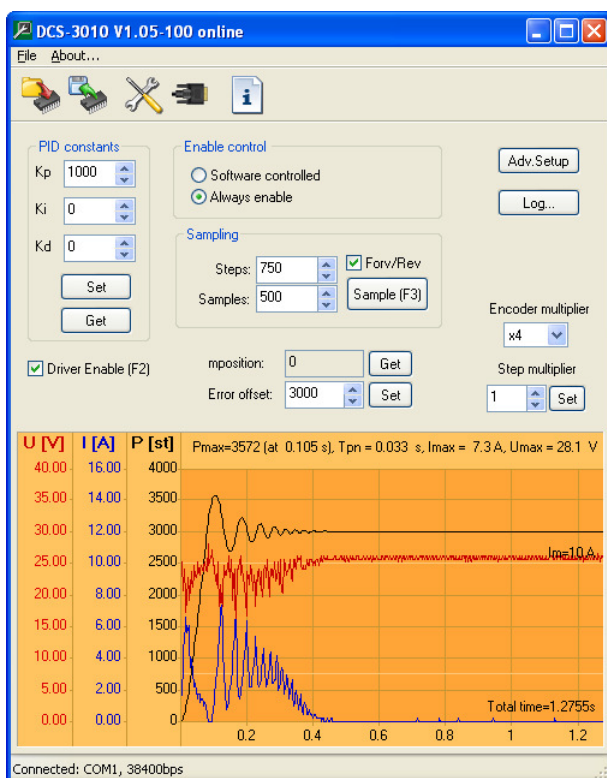 DCS-3010 V1.05-100 online
File About...
PID constants
Kp 1000
Ki 0
Kd 0
Set
Get
Enable control
Software controlled
Always enable
Adv.Setup
Log...
Sampling
Steps: 750
Forv/Rev
Samples: 500
Sample (F3)
Encoder multiplier
x4
Driver Enable (F2)
mposition: 0
Get
Step multiplier
Error offset: 3000
Set
1
Set
U [V] I [A] P [st] Pmax=3572 (at 0.105 s), Tpn = 0.033 s, Imax = 7.3 A, Umax = 28.1 V
40.00 16.00 4000
35.00 14.00 3500
30.00 12.00 3000
Im=10 A
25.00 10.00 2500
20.00 8.00 2000
15.00 6.00 1500
10.00 4.00 1000
5.00 2.00 500
Total time=1.2755s
0.00 0.00 0
0.2 0.4 0.6 0.8 1 1.2
Connected: COM1, 38400bps